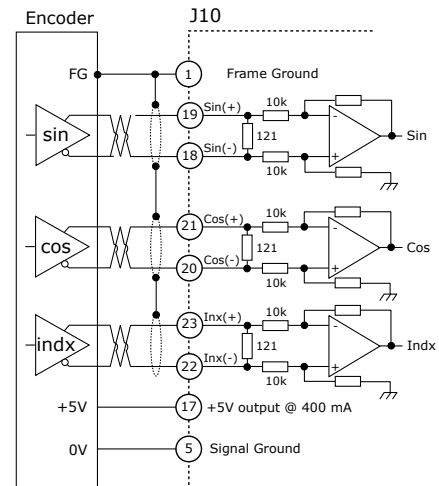 Encoder
J10
FG
1
Frame Ground
sin
19
Sin(+)
10k
-
121
Sin
18
Sin(-)
+
10k
cos
21
Cos(+)
10k
-
121
Cos
20
Cos(-)
+
10k
indx
23
Inx(+)
10k
-
121
Indx
22
Inx(-)
+
10k
+5V
17
+5V output @ 400 mA
0V
5
Signal Ground